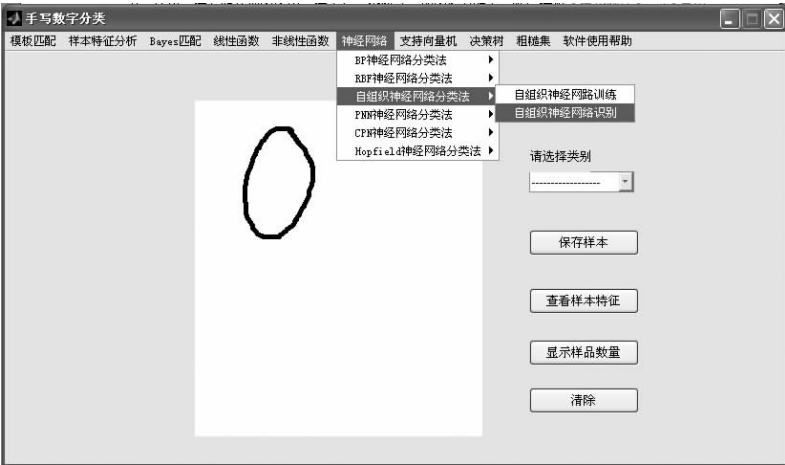 手写数字分类
模板匹配 样本特征分析 Bayes匹配 线性函数 非线性函数 神经网络 支持向量机 决策树 粗糙集 软件使用帮助
BP神经网络分类法
RBF神经网络分类法
自组织神经网络分类法
自组织神经网路训练
自组织神经网络识别
PNN神经网络分类法
CPN神经网络分类法
Hopfield神经网络分类法
请选择类别
-------------------
保存样本
查看样本特征
显示样品数量
清除